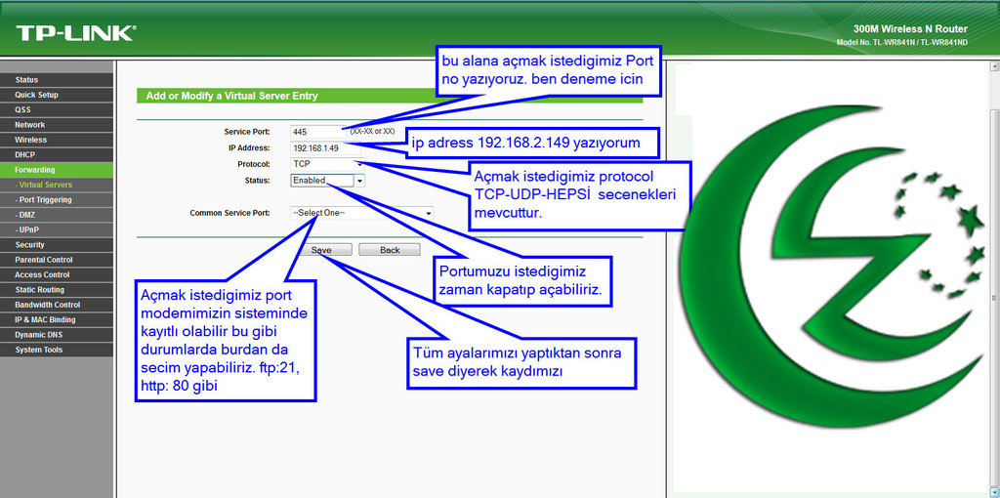 TP-LINK®
300M Wireless N Router
Model No. TL-WR841N / TL-WR841ND
Status
Quick Setup
QSS
Network
Wireless
DHCP
Forwarding
- Virtual Servers
- Port Triggering
- DMZ
- UPnP
Security
Parental Control
Access Control
Static Routing
Bandwidth Control
IP & MAC Binding
Dynamic DNS
System Tools
Add or Modify a Virtual Server Entry
bu alana açmak istedigimiz Port
no yazıyoruz. ben deneme icin
Service Port: 445 (XX-XX or XX)
IP Address: 192.168.1.49
ip adress 192.168.2.149 yazıyorum
Protocol: TCP
Status: Enabled
Açmak istedigimiz protocol
TCP-UDP-HEPSİ secenekleri
mevcuttur.
Common Service Port: --Select One--
Save Back
Portumuzu istedigimiz
zaman kapatıp açabiliriz.
Açmak istedigimiz port
modemimizin sisteminde
kayıtlı olabilir bu gibi
durumlarda burdan da
secim yapabiliriz. ftp:21,
http: 80 gibi
Tüm ayalarımızı yaptıktan sonra
save diyerek kaydımızı